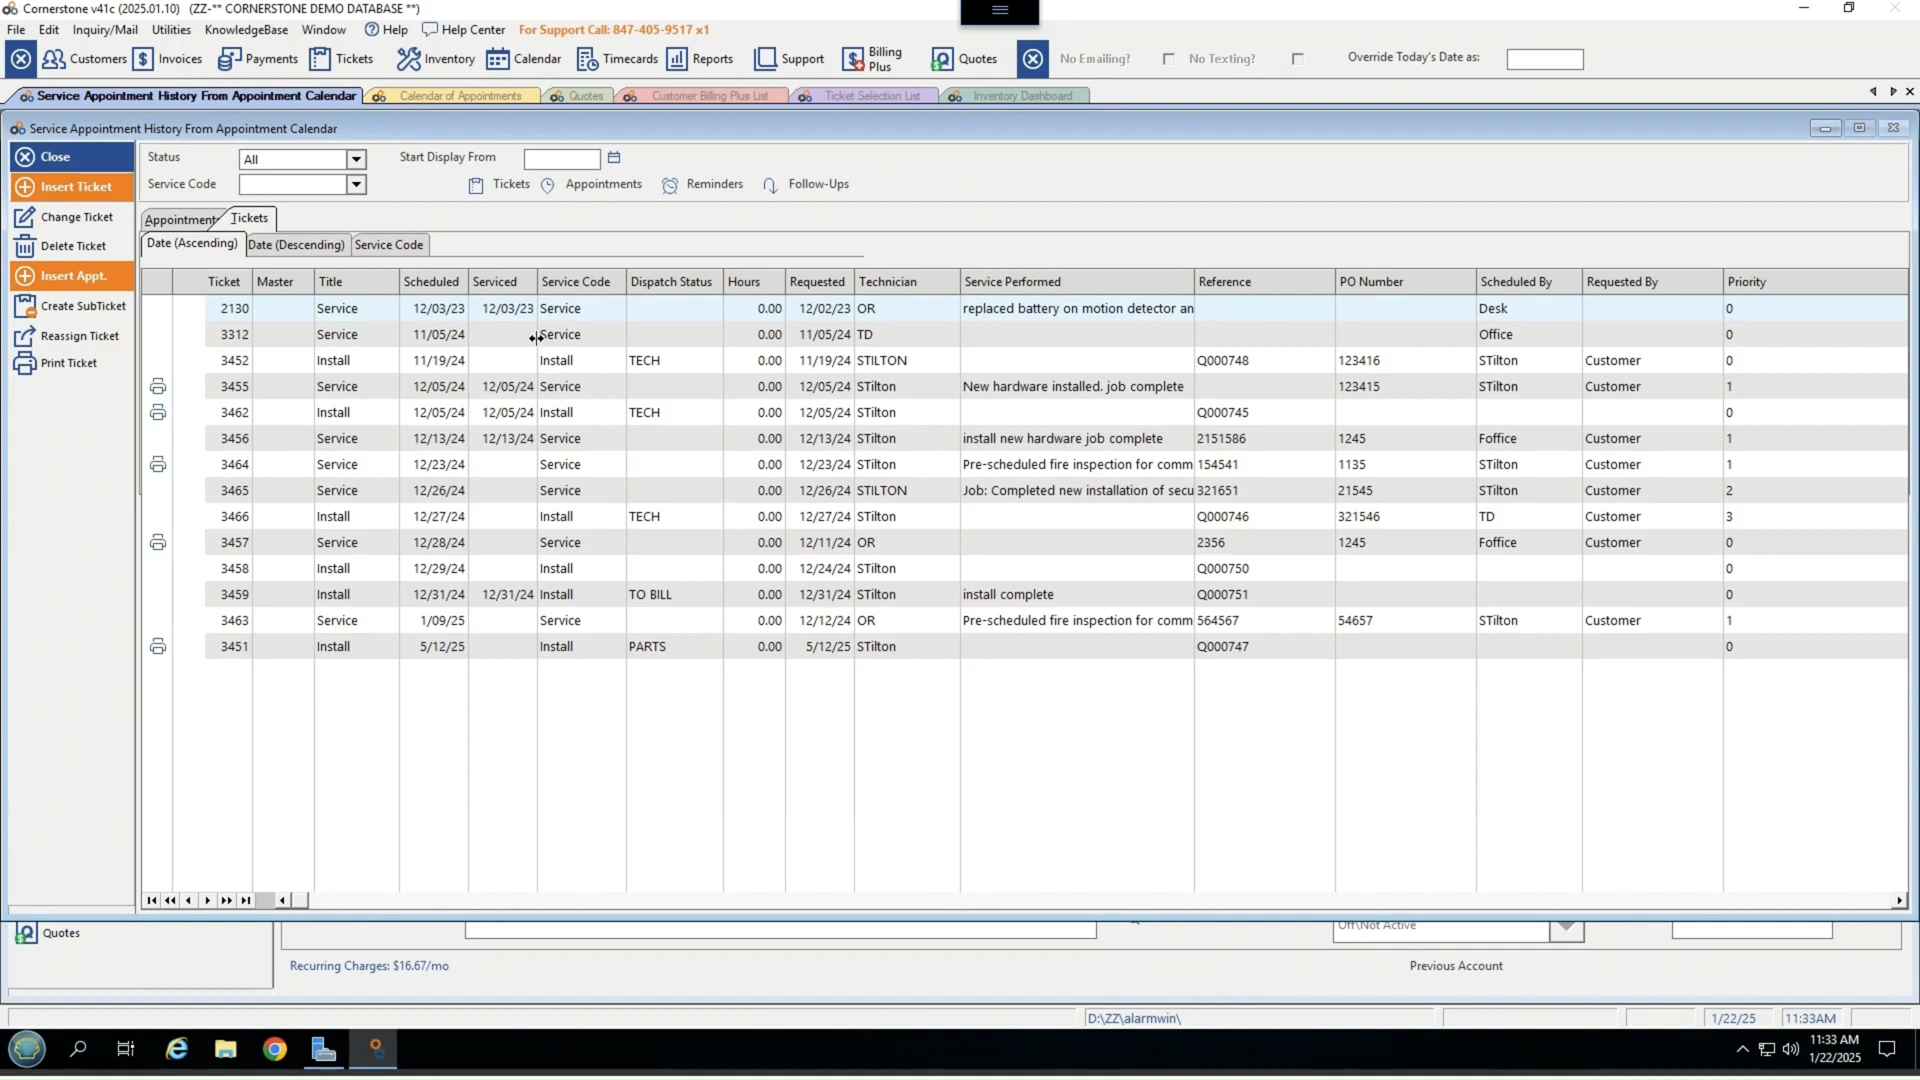 Cornerstone v41c (2025.01.10)   (ZZ-** CORNERSTONE DEMO DATABASE **)
File Edit Inquiry/Mail Utilities KnowledgeBase Window Help Help Center For Support Call: 847-405-9517 x1
Customers Invoices Payments Tickets Inventory Calendar Timecards Reports Support Billing Plus Quotes No Emailing? No Texting? Override Today's Date as:
Service Appointment History From Appointment Calendar Calendar of Appointments Quotes Customer Billing Plus List Ticket Selection List Inventory Dashboard
Service Appointment History From Appointment Calendar
Close Status All Start Display From
Insert Ticket Service Code Tickets Appointments Reminders Follow-Ups
Change Ticket Appointments Tickets
Delete Ticket Date (Ascending) Date (Descending) Service Code
Insert Appt.
Create SubTicket
Reassign Ticket
Print Ticket
Ticket Master Title Scheduled Serviced Service Code Dispatch Status Hours Requested Technician Service Performed Reference PO Number Scheduled By Requested By Priority
2130 Service 12/03/23 12/03/23 Service 0.00 12/02/23 OR replaced battery on motion detector an Desk 0
3312 Service 11/05/24 Service 0.00 11/05/24 TD Office 0
3452 Install 11/19/24 Install TECH 0.00 11/19/24 STILTON Q000748 123416 STilton Customer 0
3455 Service 12/05/24 12/05/24 Service 0.00 12/05/24 STilton New hardware installed. job complete 123415 STilton Customer 1
3462 Install 12/05/24 12/05/24 Install TECH 0.00 12/05/24 STilton Q000745 0
3456 Service 12/13/24 12/13/24 Service 0.00 12/13/24 STilton install new hardware job complete 2151586 1245 Foffice Customer 1
3464 Service 12/23/24 Service 0.00 12/23/24 STilton Pre-scheduled fire inspection for comm 154541 1135 STilton Customer 1
3465 Service 12/26/24 Service 0.00 12/26/24 STILTON Job: Completed new installation of secu 321651 21545 STilton Customer 2
3466 Install 12/27/24 Install TECH 0.00 12/27/24 STilton Q000746 321546 TD Customer 3
3457 Service 12/28/24 Service 0.00 12/11/24 OR 2356 1245 Foffice Customer 0
3458 Install 12/29/24 Install 0.00 12/24/24 STilton Q000750 0
3459 Install 12/31/24 12/31/24 Install TO BILL 0.00 12/31/24 STilton install complete Q000751 0
3463 Service 1/09/25 Service 0.00 12/12/24 OR Pre-scheduled fire inspection for comm 564567 54657 STilton Customer 1
3451 Install 5/12/25 Install PARTS 0.00 5/12/25 STilton Q000747 0
Quotes Off\Not Active
Recurring Charges: $16.67/mo Previous Account
D:\ZZ\alarmwin\ 1/22/25 11:33AM
11:33 AM
1/22/2025